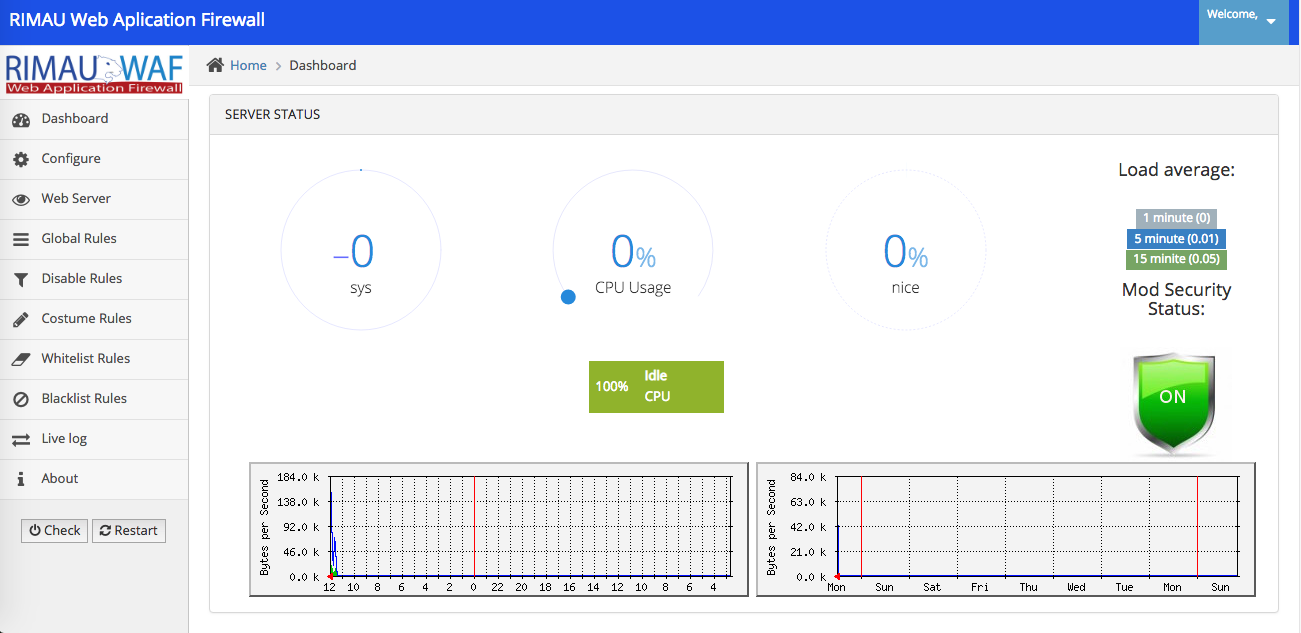 RIMAU Web Aplication Firewall
Welcome,
RIMAU WAF
Web Application Firewall
Home > Dashboard
Dashboard
Configure
Web Server
Global Rules
Disable Rules
Costume Rules
Whitelist Rules
Blacklist Rules
Live log
About
Check Restart
SERVER STATUS
–0
sys
0%
CPU Usage
0%
nice
Load average:
1 minute (0)
5 minute (0.01)
15 minite (0.05)
Mod Security
Status:
ON
100% Idle
CPU
Bytes per Second
184.0 k
138.0 k
92.0 k
46.0 k
0.0 k
12 10 8 6 4 2 0 22 20 18 16 14 12 10 8 6 4
Bytes per Second
84.0 k
63.0 k
42.0 k
21.0 k
0.0 k
Mon Sun Sat Fri Thu Wed Tue Mon Sun